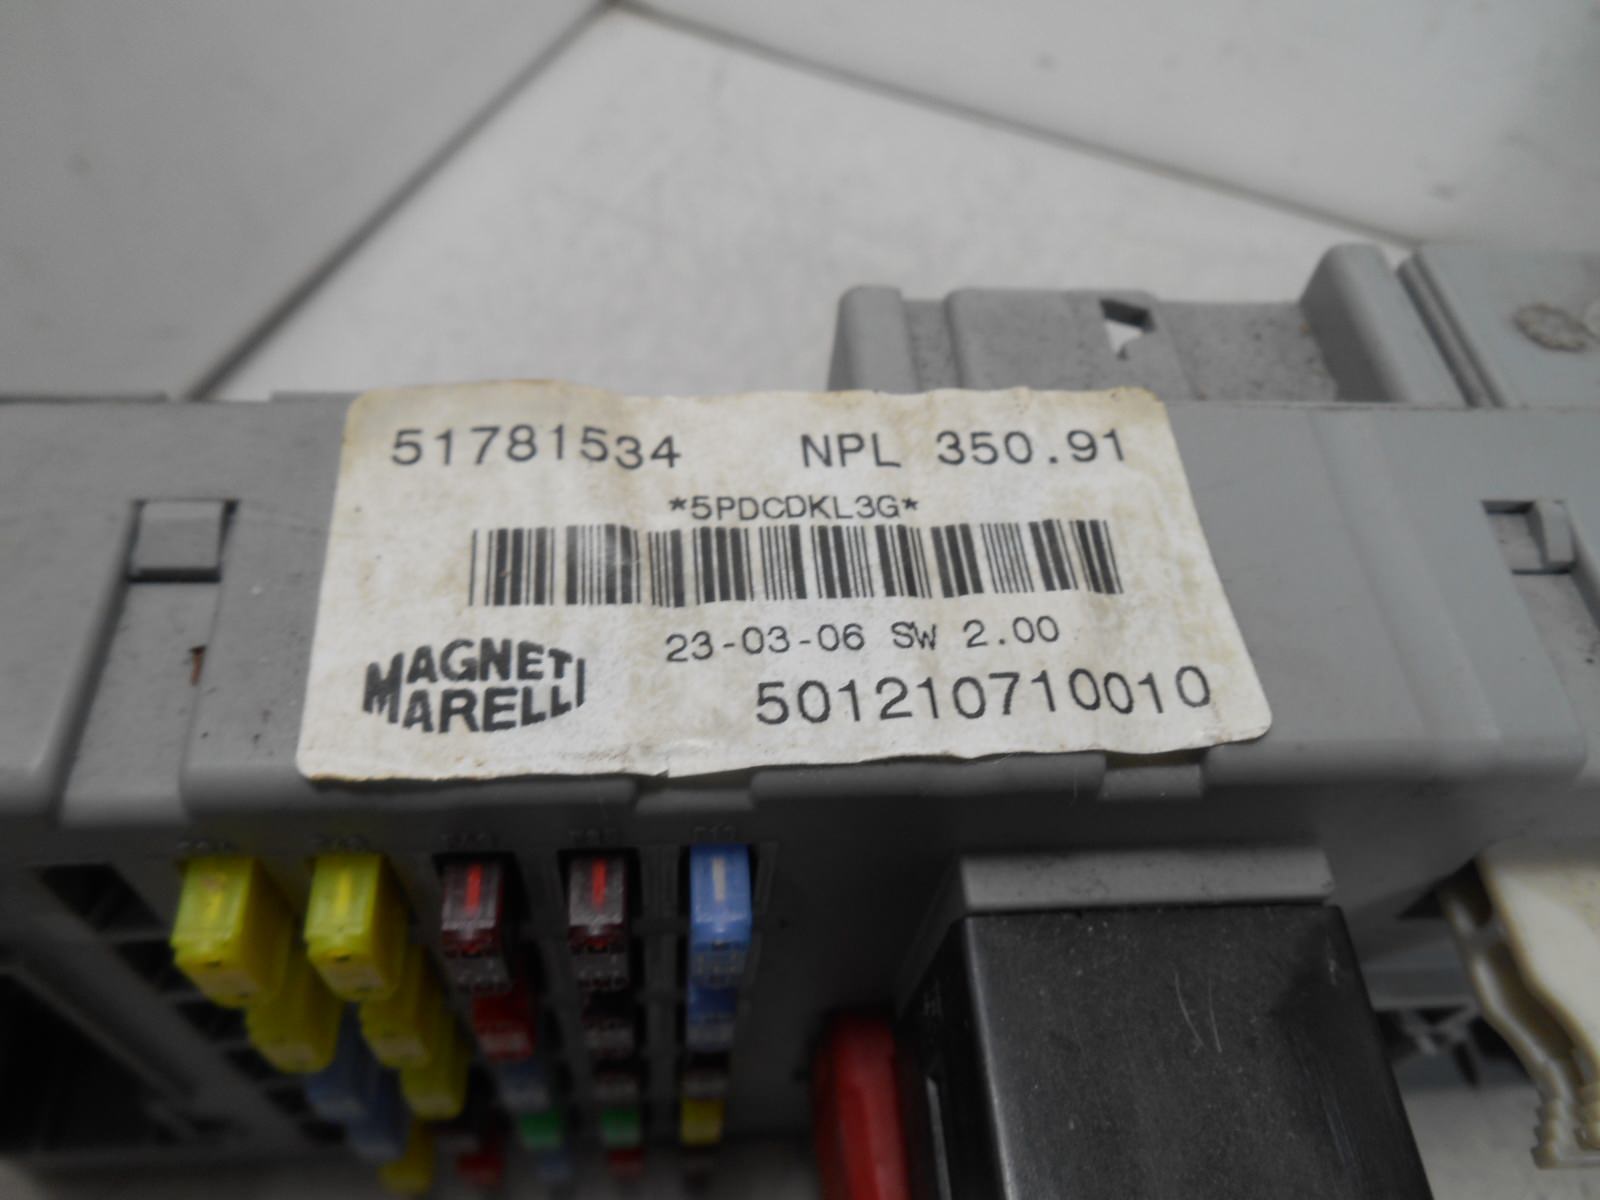 51781534 NPL 350.91
*5PDCDKL3G*
23-03-06 SW 2.00
MAGNETI
MARELLI
501210710010